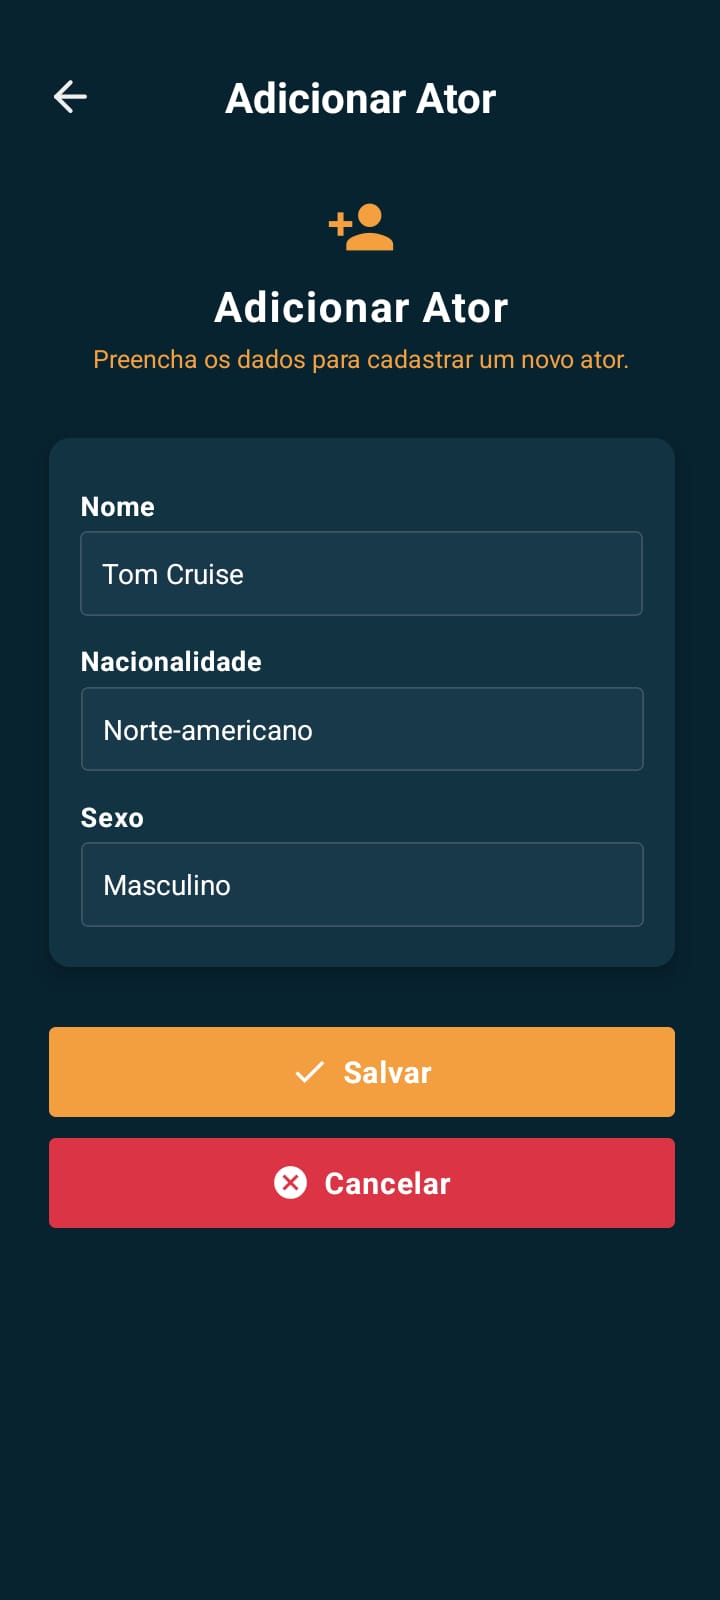 Adicionar Ator
Adicionar Ator
Preencha os dados para cadastrar um novo ator.
Nome
Tom Cruise
Nacionalidade
Norte-americano
Sexo
Masculino
Salvar
Cancelar